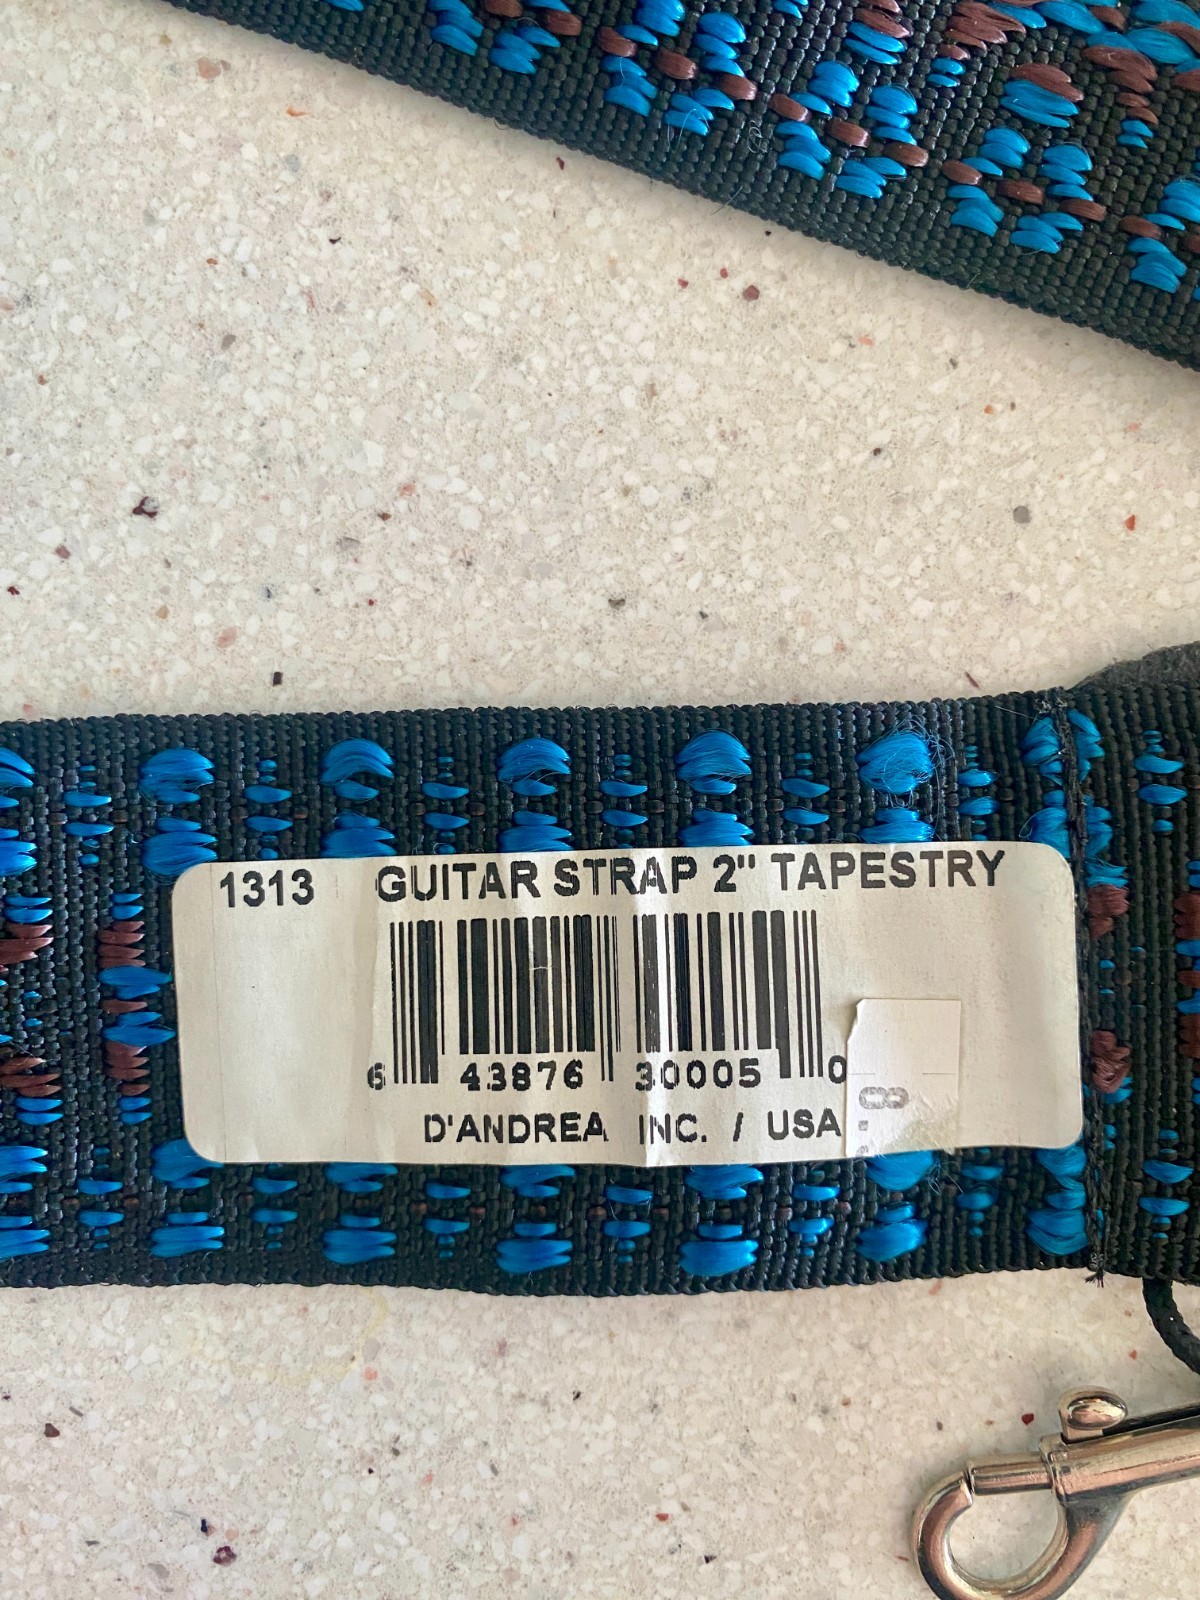 1313 GUITAR STRAP 2" TAPESTRY
6 43876 30005 0
D'ANDREA INC. / USA